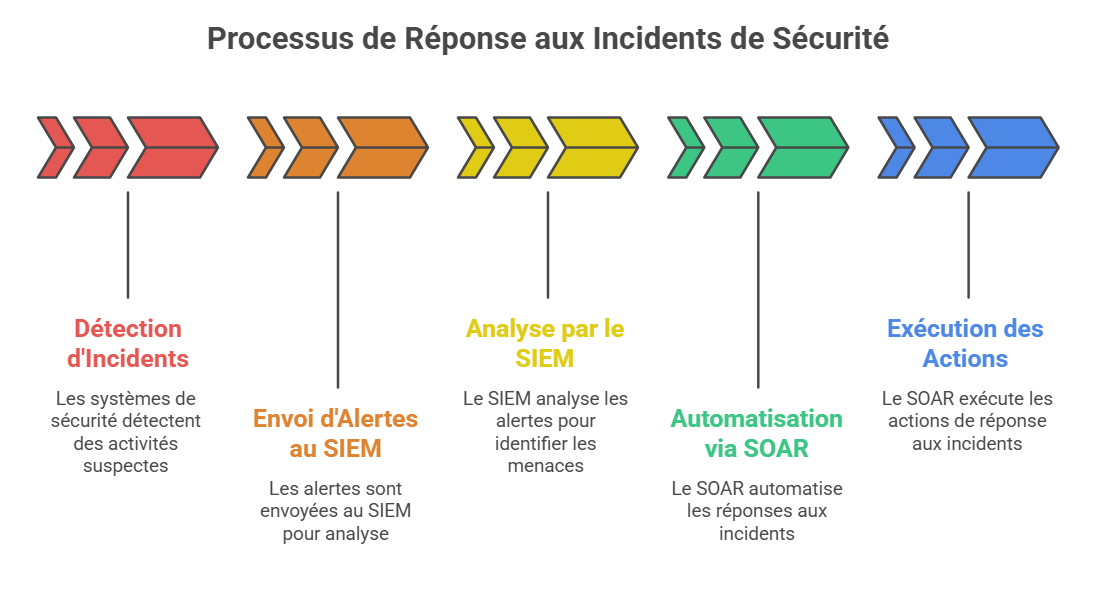 Processus de Réponse aux Incidents de Sécurité
Détection
d'Incidents
Les systèmes de
sécurité détectent
des activités
suspectes
Envoi d'Alertes
au SIEM
Les alertes sont
envoyées au SIEM
pour analyse
Analyse par le
SIEM
Le SIEM analyse les
alertes pour
identifier les
menaces
Automatisation
via SOAR
Le SOAR automatise
les réponses aux
incidents
Exécution des
Actions
Le SOAR exécute les
actions de réponse
aux incidents